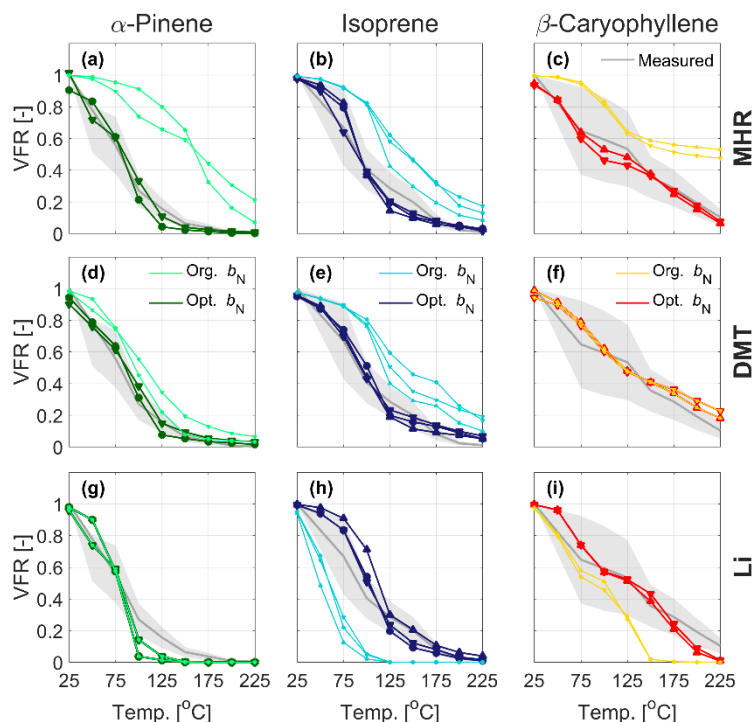 α-Pinene Isoprene β-Caryophyllene
(a) (b) (c) Measured
1
0.8
0.6
0.4
0.2
0
VFR [-]
MHR
(d) Org. bN (e) Org. bN (f) Org. bN
Opt. bN Opt. bN Opt. bN
1
0.8
0.6
0.4
0.2
0
VFR [-]
DMT
(g) (h) (i)
1
0.8
0.6
0.4
0.2
0
VFR [-]
Li
25 75 125 175 225 25 75 125 175 225 25 75 125 175 225
Temp. [°C] Temp. [°C] Temp. [°C]